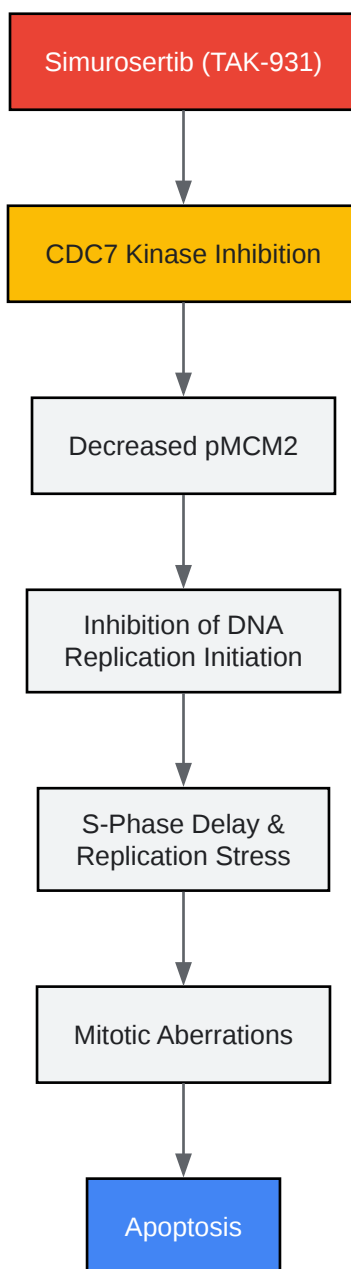 Simurosertib (TAK-931)
CDC7 Kinase Inhibition
Decreased pMCM2
Inhibition of DNA
Replication Initiation
S-Phase Delay &
Replication Stress
Mitotic Aberrations
Apoptosis